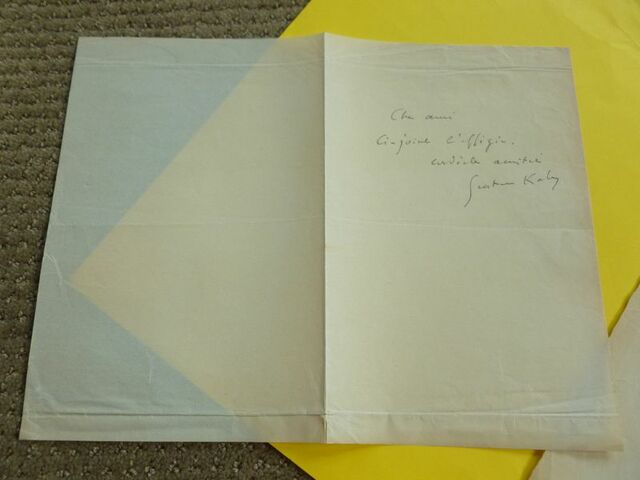 Cher ami
Ci-joint l'effigie.
cordiale amitié
Gustave Kahn